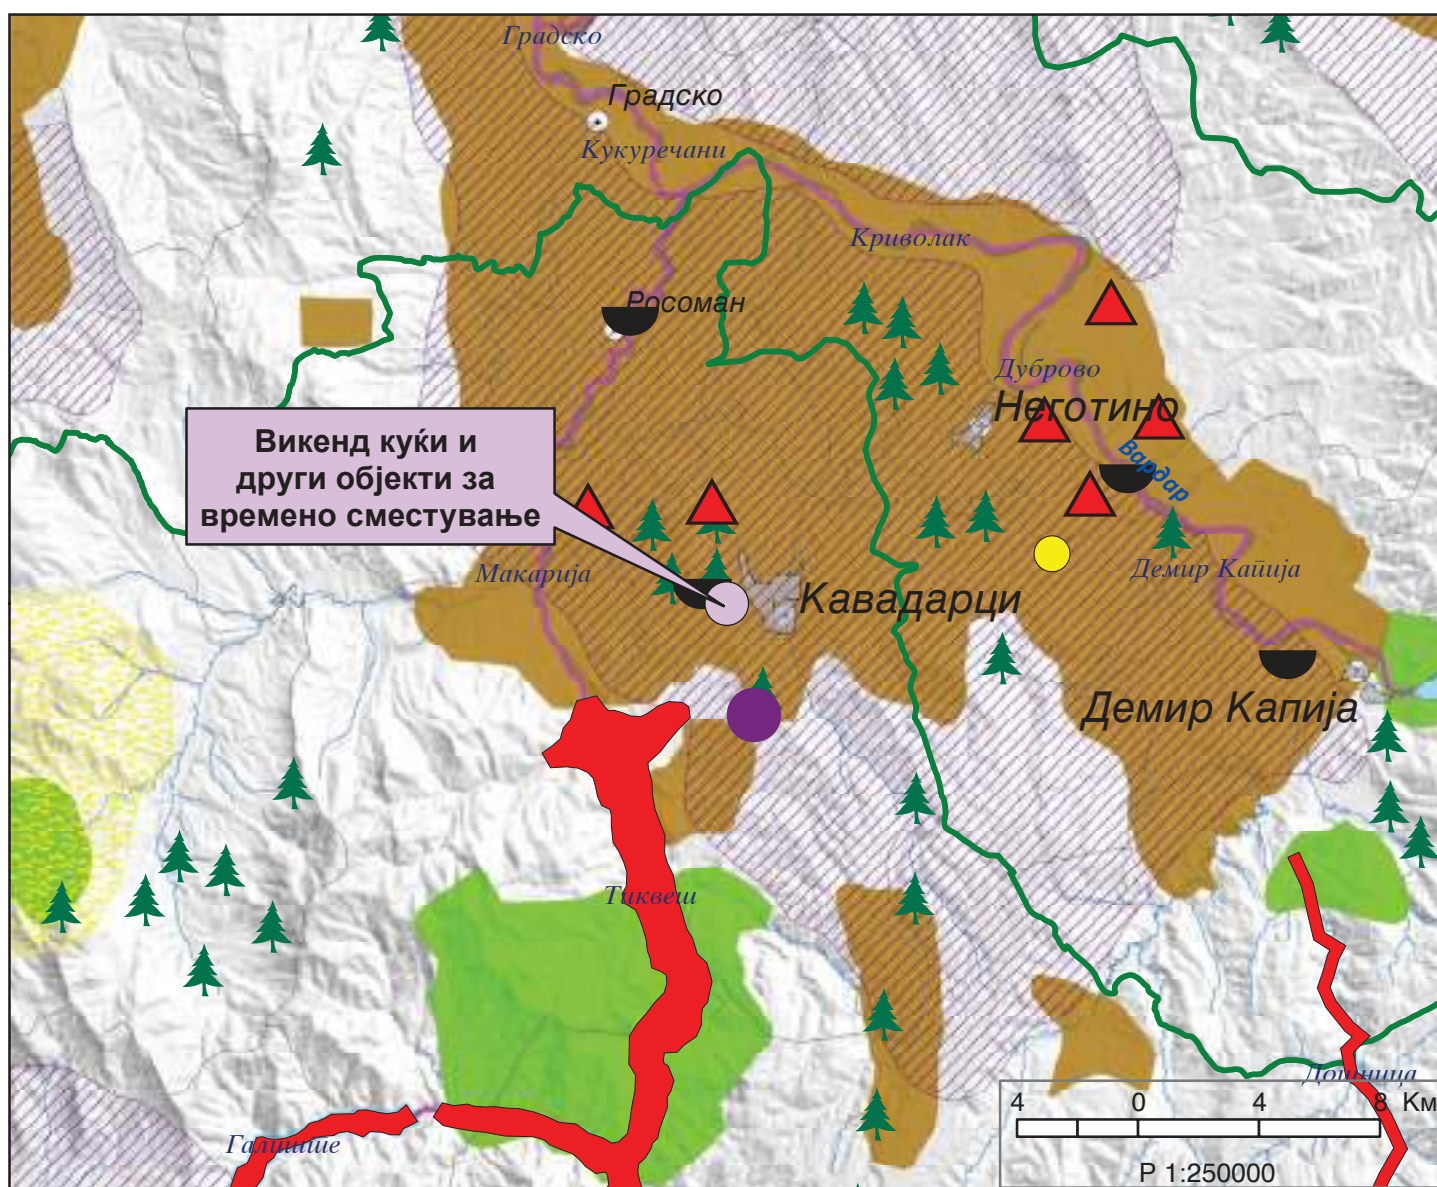 Градско
Градско
Кукуречани
Криволак
Росоман
Дуброво
Неготино
Вардар
Викенд куќи и
други објекти за
времено сместување
Макарија
Демир Капија
Кавадарци
Демир Капија
Тиквеш
Дошница
Галишше
4 0 4 8 Км
Р 1:250000